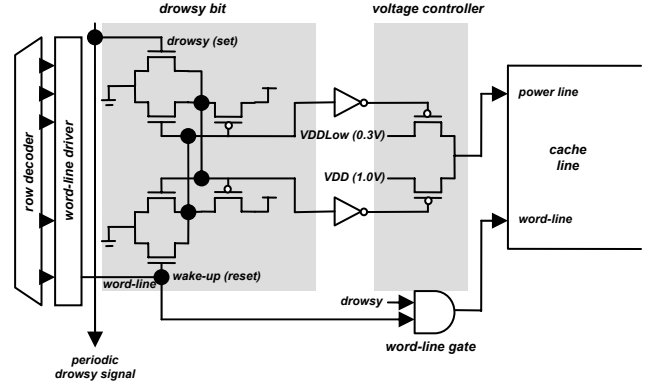 drowsy bit
voltage controller
drowsy (set)
power line
VDDLow (0.3V)
cache
line
row decoder
word-line driver
VDD (1.0V)
word-line
wake-up (reset)
word-line
drowsy
word-line gate
periodic
drowsy signal